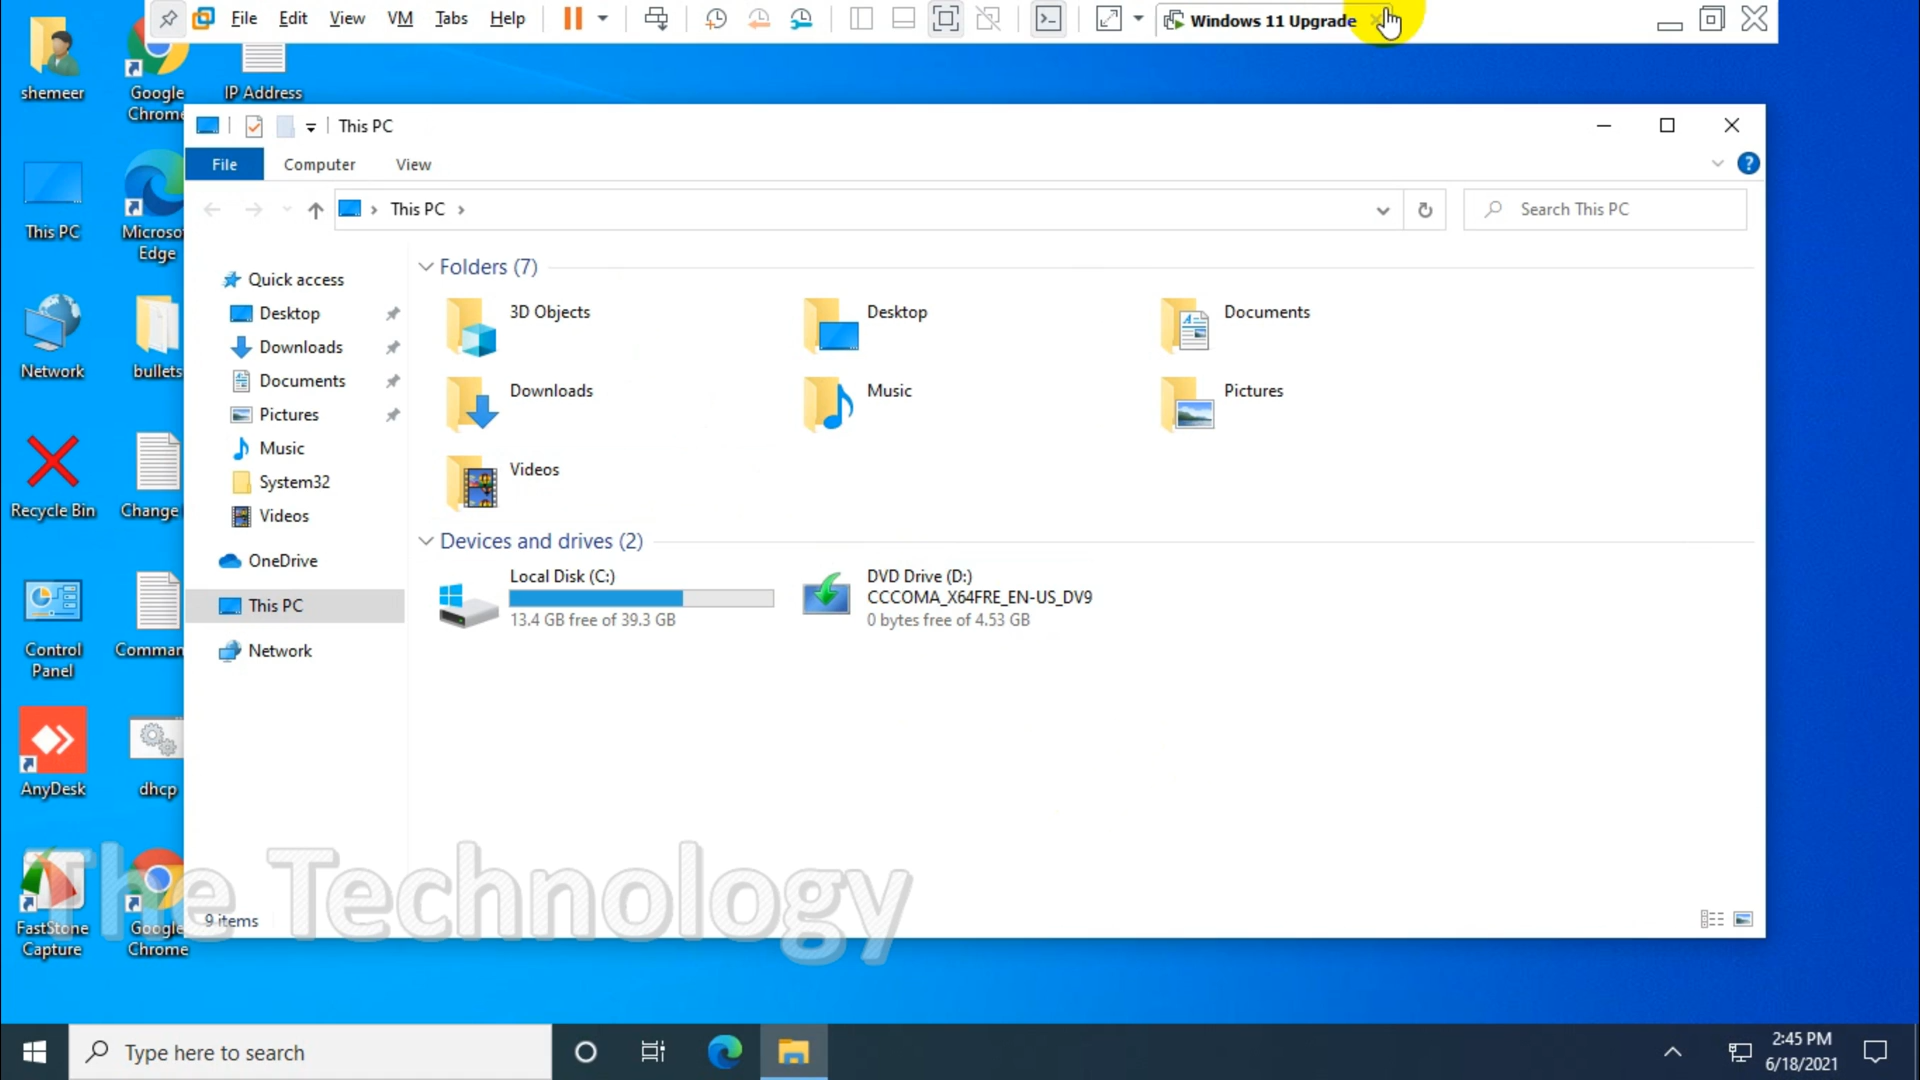 File Edit View VM Tabs Help Windows 11 Upgrade
shemeer
Google
Chrome
IP Address
This PC
File Computer View
This PC
Search This PC
This PC
Microso
Edge
Network
bullets
Recycle Bin
Change
Control
Panel
Comman
AnyDesk
dhcp
FastStone
Capture
Google
Chrome
Quick access
Desktop
Downloads
Documents
Pictures
Music
System32
Videos
OneDrive
This PC
Network
Folders (7)
3D Objects
Desktop
Documents
Downloads
Music
Pictures
Videos
Devices and drives (2)
Local Disk (C:)
13.4 GB free of 39.3 GB
DVD Drive (D:)
CCCOMA_X64FRE_EN-US_DV9
0 bytes free of 4.53 GB
The Technology
9 items
Type here to search
2:45 PM
6/18/2021